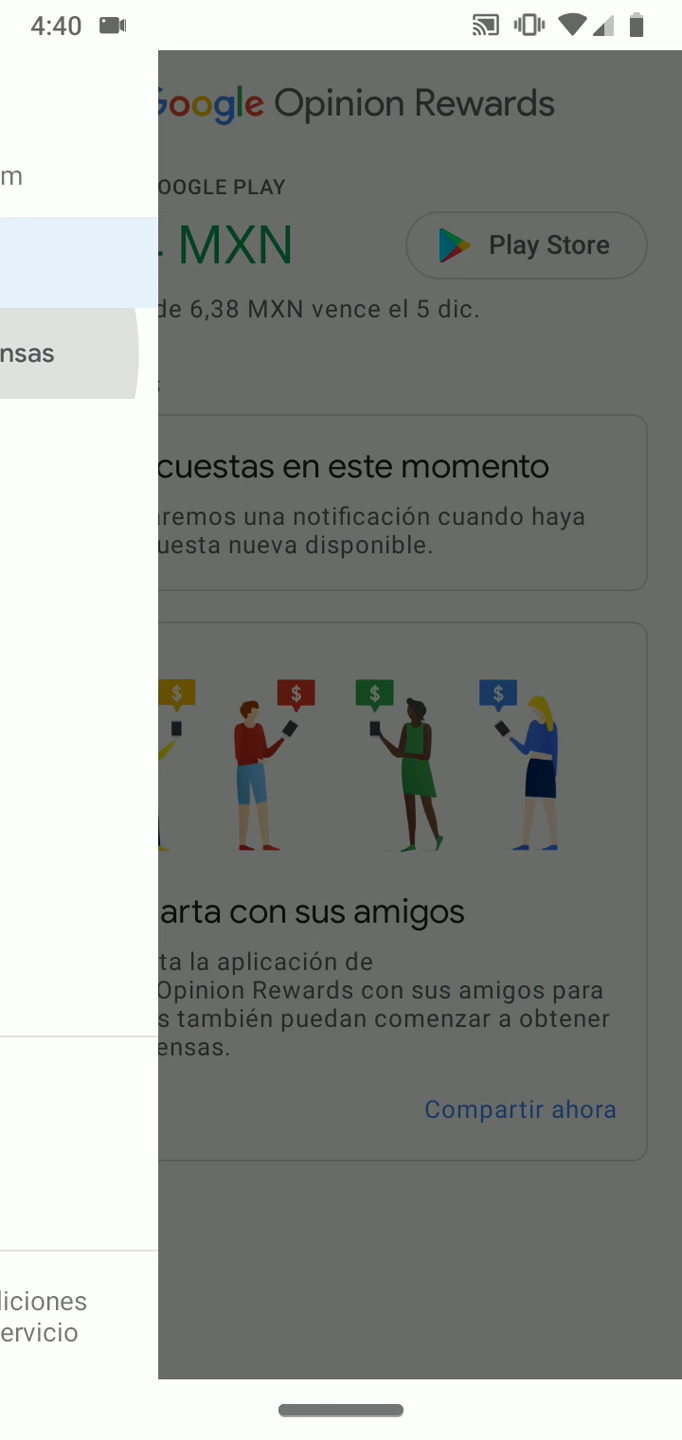 4:40
m
nsas
diciones
ervicio
Google Opinion Rewards
OOGLE PLAY
MXN
Play Store
de 6,38 MXN vence el 5 dic.
s
cuestas en este momento
aremos una notificación cuando haya
uesta nueva disponible.
$ $ $ $
arta con sus amigos
ta la aplicación de
Opinion Rewards con sus amigos para
s también puedan comenzar a obtener
ensas.
Compartir ahora